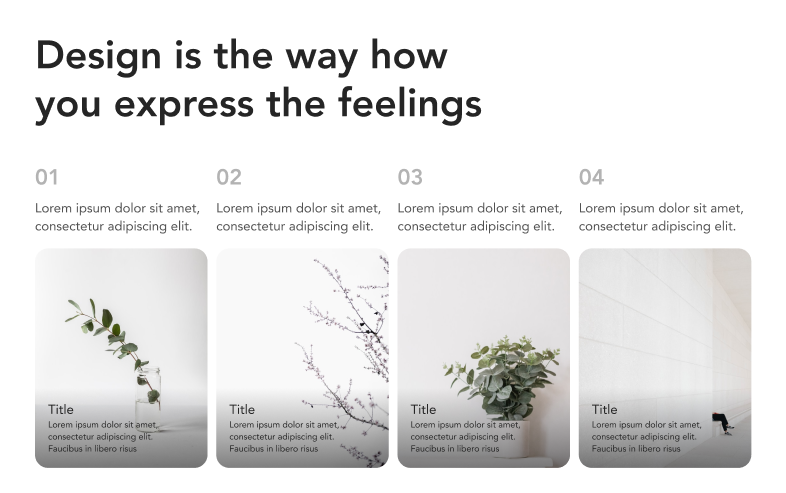 Design is the way how
you express the feelings
01
Lorem ipsum dolor sit amet,
consectetur adipiscing elit.
02
Lorem ipsum dolor sit amet,
consectetur adipiscing elit.
03
Lorem ipsum dolor sit amet,
consectetur adipiscing elit.
04
Lorem ipsum dolor sit amet,
consectetur adipiscing elit.
Title
Lorem ipsum dolor sit amet,
consectetur adipiscing elit.
Faucibus in libero risus
Title
Lorem ipsum dolor sit amet,
consectetur adipiscing elit.
Faucibus in libero risus
Title
Lorem ipsum dolor sit amet,
consectetur adipiscing elit.
Faucibus in libero risus
Title
Lorem ipsum dolor sit amet,
consectetur adipiscing elit.
Faucibus in libero risus